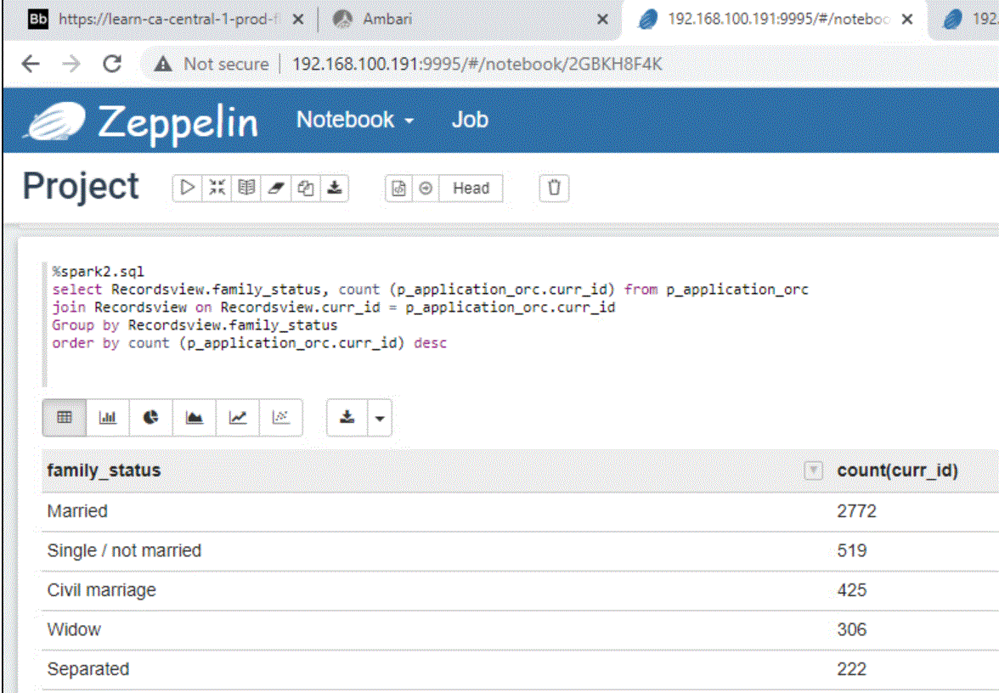 Bb https://learn-ca-central-1-prod-f Ambari 192.168.100.191:9995/#/noteboo 192.
Not secure 192.168.100.191:9995/#/notebook/2GBKH8F4K
Zeppelin Notebook Job
Project Head
%spark2.sql
select Recordsview.family_status, count (p_application_orc.curr_id) from p_application_orc
join Recordsview on Recordsview.curr_id = p_application_orc.curr_id
Group by Recordsview.family_status
order by count (p_application_orc.curr_id) desc
family_status count(curr_id)
Married 2772
Single / not married 519
Civil marriage 425
Widow 306
Separated 222